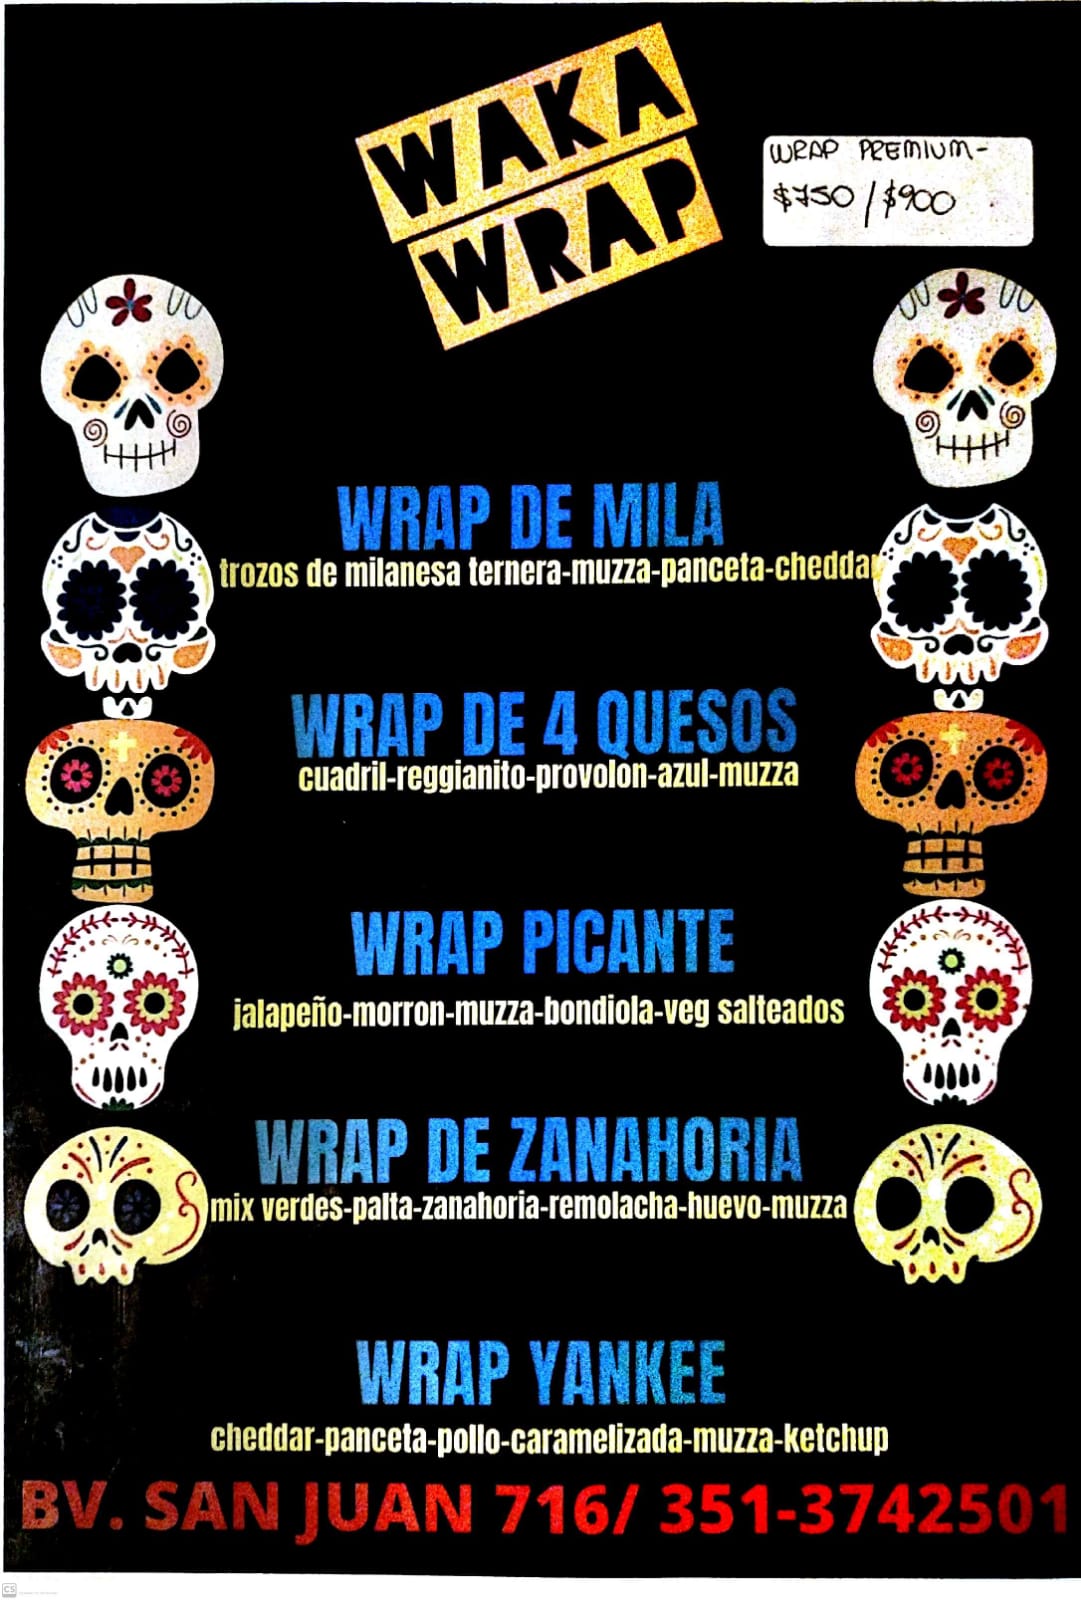 WAKA
WRAP
WRAP PREMIUM-
$750 / $900
WRAP DE MILA
trozos de milanesa ternera-muzza-panceta-cheddar
WRAP DE 4 QUESOS
cuadril-reggianito-provolon-azul-muzza
WRAP PICANTE
jalapeño-morron-muzza-bondiola-veg salteados
WRAP DE ZANAHORIA
mix verdes-palta-zanahoria-remolacha-huevo-muzza
WRAP YANKEE
cheddar-panceta-pollo-caramelizada-muzza-ketchup
BV. SAN JUAN 716/ 351-3742501
CS